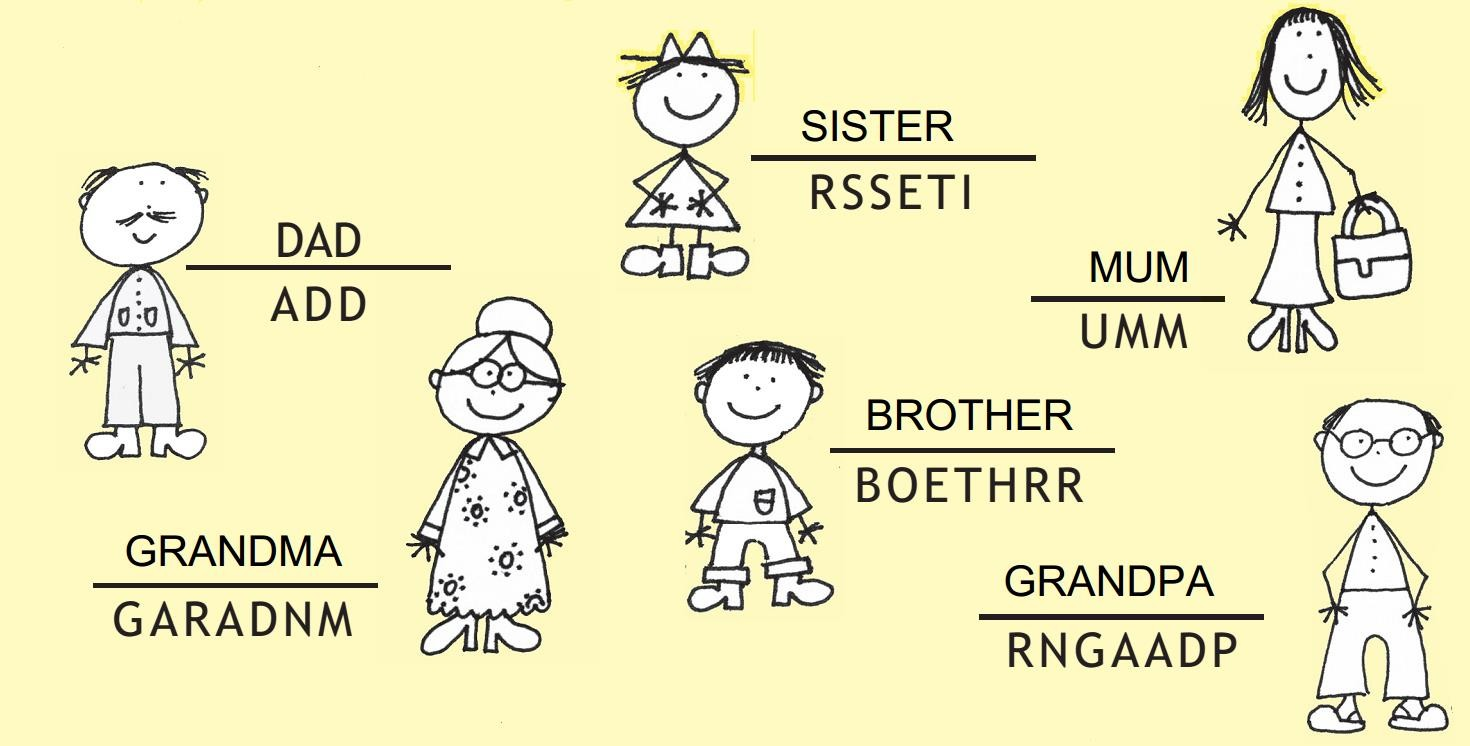 SISTER
RSSETI
DAD
ADD
MUM
UMM
BROTHER
BOETHRR
GRANDMA
GARADNM
GRANDPA
RNGAADP